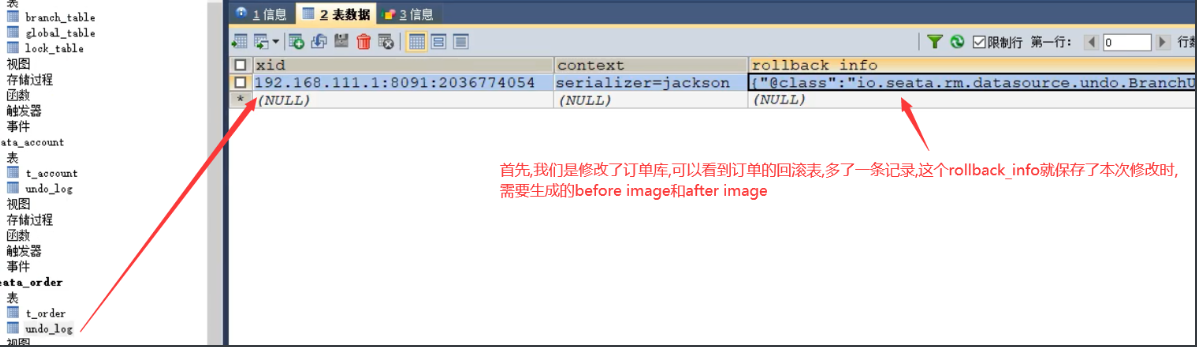 表
branch_table
global_table
lock_table
视图
存储过程
函数
触发器
事件
ata_account
表
t_account
undo_log
视图
存储过程
函数
触发器
事件
eata_order
表
t_order
undo_log
视图
1 信息 2 表数据 3 信息
限制行 第一行: 0 行数
xid context rollback_info
192.168.111.1:8091:2036774054 serializer=jackson {"@class":"io.seata.rm.datasource.undo.BranchU
* (NULL) (NULL) (NULL)
首先,我们是修改了订单库,可以看到订单的回滚表,多了一条记录,这个rollback_info就保存了本次修改时,
需要生成的before image和after image